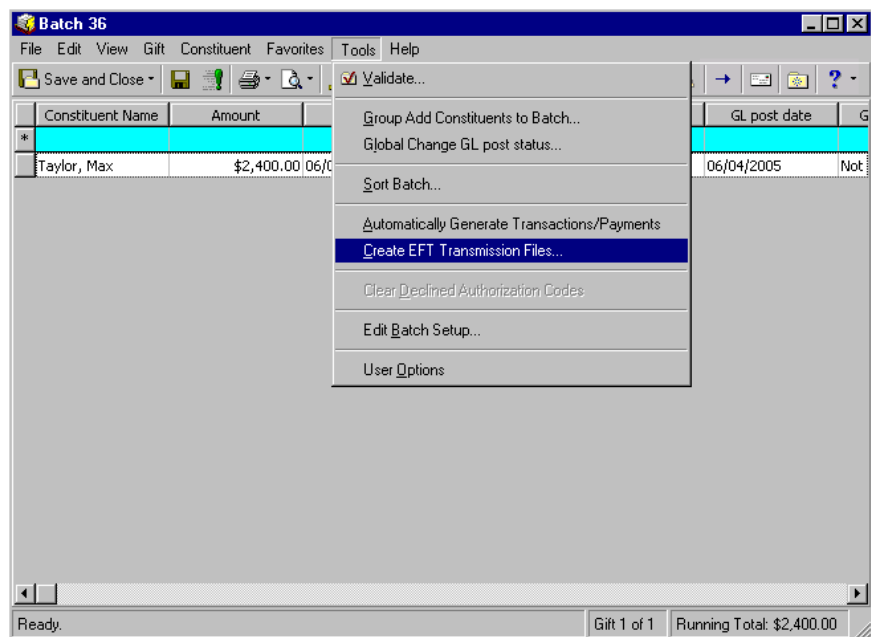 Batch 36
File Edit View Gift Constituent Favorites Tools Help
Save and Close ?
Validate...
Constituent Name Amount GL post date G
Group Add Constituents to Batch...
Global Change GL post status...
*
Taylor, Max $2,400.00 06/0 06/04/2005 Not
Sort Batch...
Automatically Generate Transactions/Payments
Create EFT Transmission Files...
Clear Declined Authorization Codes
Edit Batch Setup...
User Options
Ready. Gift 1 of 1 Running Total: $2,400.00